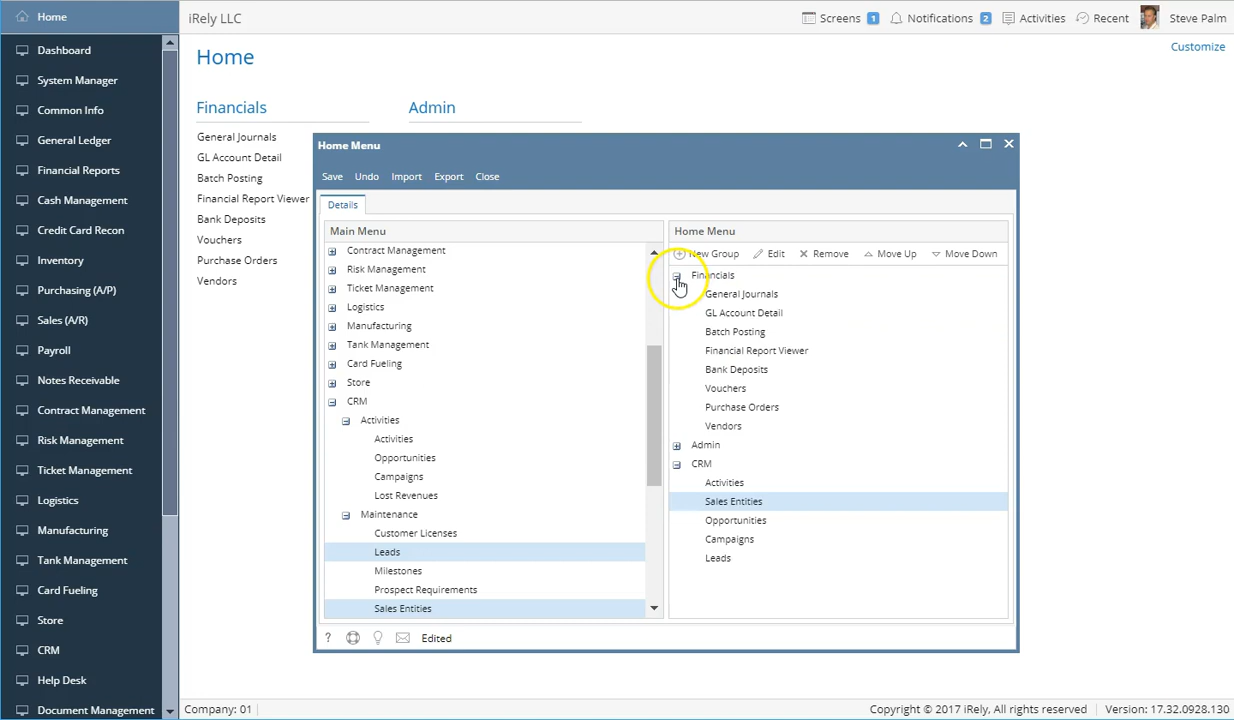 Home
iRely LLC
Screens 1
Notifications 2
Activities
Recent
Steve Palm
Dashboard
System Manager
Common Info
General Ledger
Financial Reports
Cash Management
Credit Card Recon
Inventory
Purchasing (A/P)
Sales (A/R)
Payroll
Notes Receivable
Contract Management
Risk Management
Ticket Management
Logistics
Manufacturing
Tank Management
Card Fueling
Store
CRM
Help Desk
Document Management
Home
Customize
Financials
General Journals
GL Account Detail
Batch Posting
Financial Report Viewer
Bank Deposits
Vouchers
Purchase Orders
Vendors
Admin
Home Menu
Save Undo Import Export Close
Details
Main Menu
Contract Management
Risk Management
Ticket Management
Logistics
Manufacturing
Tank Management
Card Fueling
Store
CRM
Activities
Activities
Opportunities
Campaigns
Lost Revenues
Maintenance
Customer Licenses
Leads
Milestones
Prospect Requirements
Sales Entities
Home Menu
New Group Edit Remove Move Up Move Down
Financials
General Journals
GL Account Detail
Batch Posting
Financial Report Viewer
Bank Deposits
Vouchers
Purchase Orders
Vendors
Admin
CRM
Activities
Sales Entities
Opportunities
Campaigns
Leads
? Edited
Company: 01
Copyright © 2017 iRely, All rights reserved
Version: 17.32.0928.130